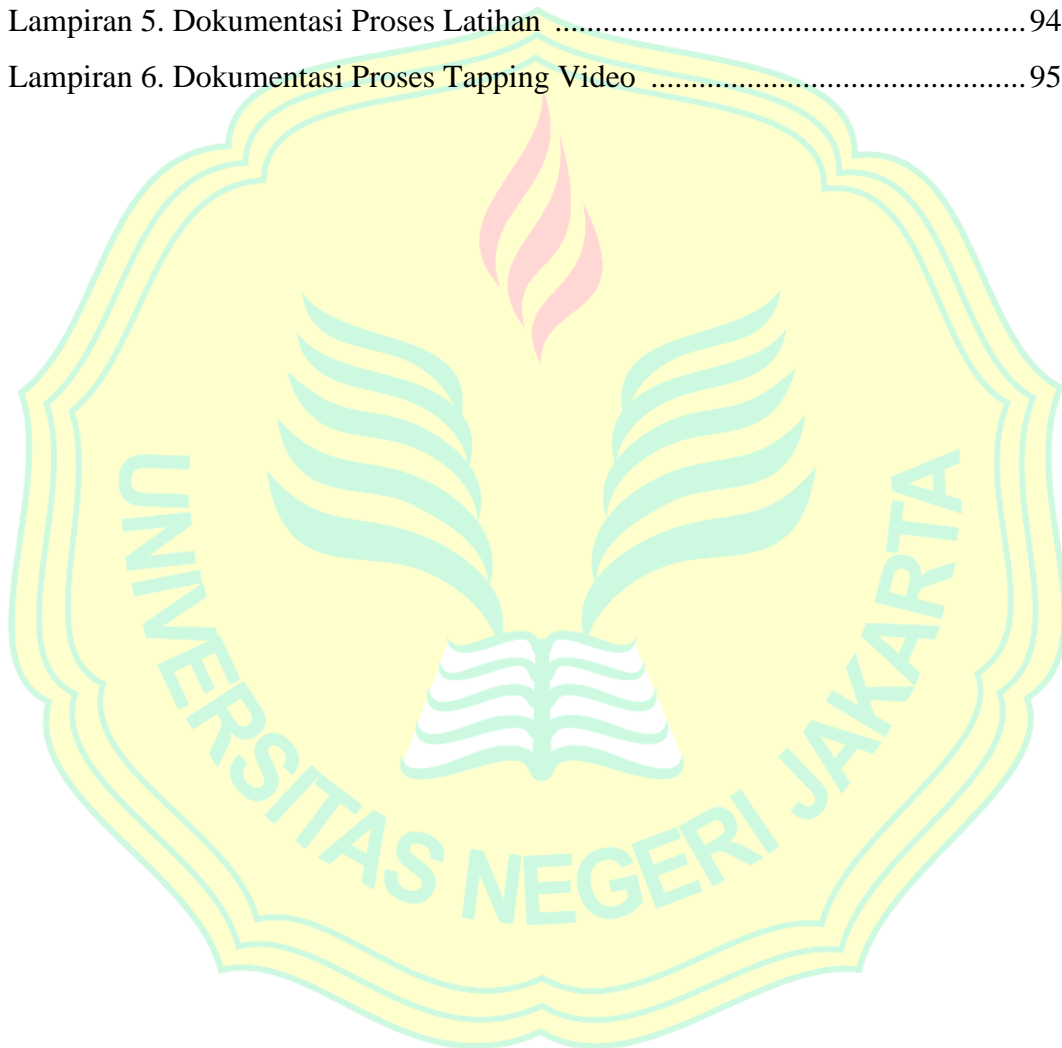 Lampiran 5. Dokumentasi Proses Latihan ..........................................................94
Lampiran 6. Dokumentasi Proses Tapping Video ...............................................95
UNIVERSITAS NEGERI JAKARTA